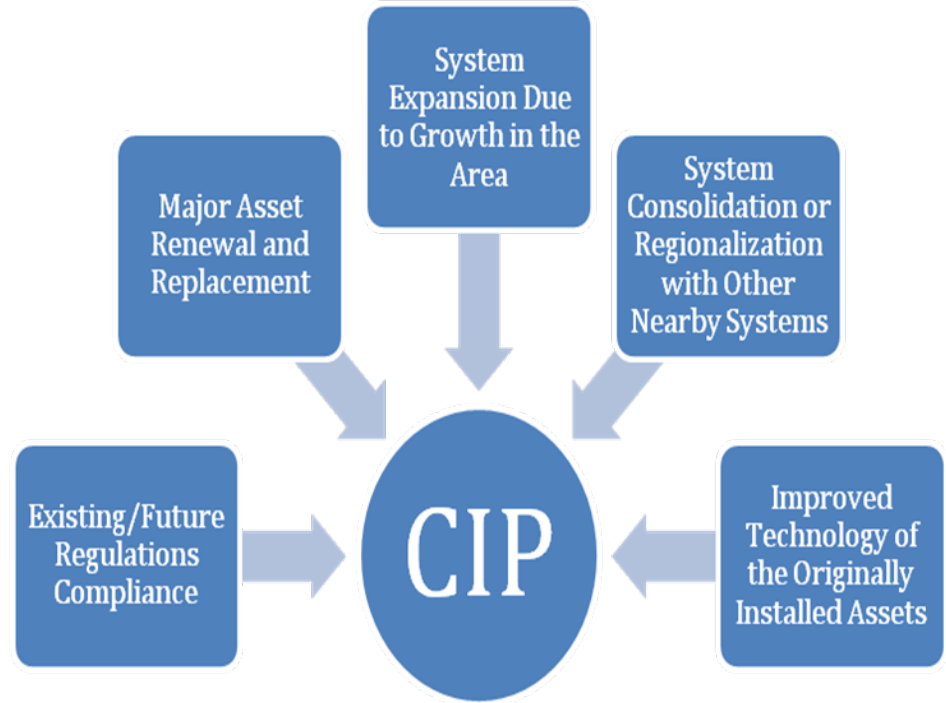 System
Expansion Due
to Growth in the
Area
Major Asset
Renewal and
Replacement
System
Consolidation or
Regionalization
with Other
Nearby Systems
Existing/Future
Regulations
Compliance
CIP
Improved
Technology of
the Originally
Installed Assets